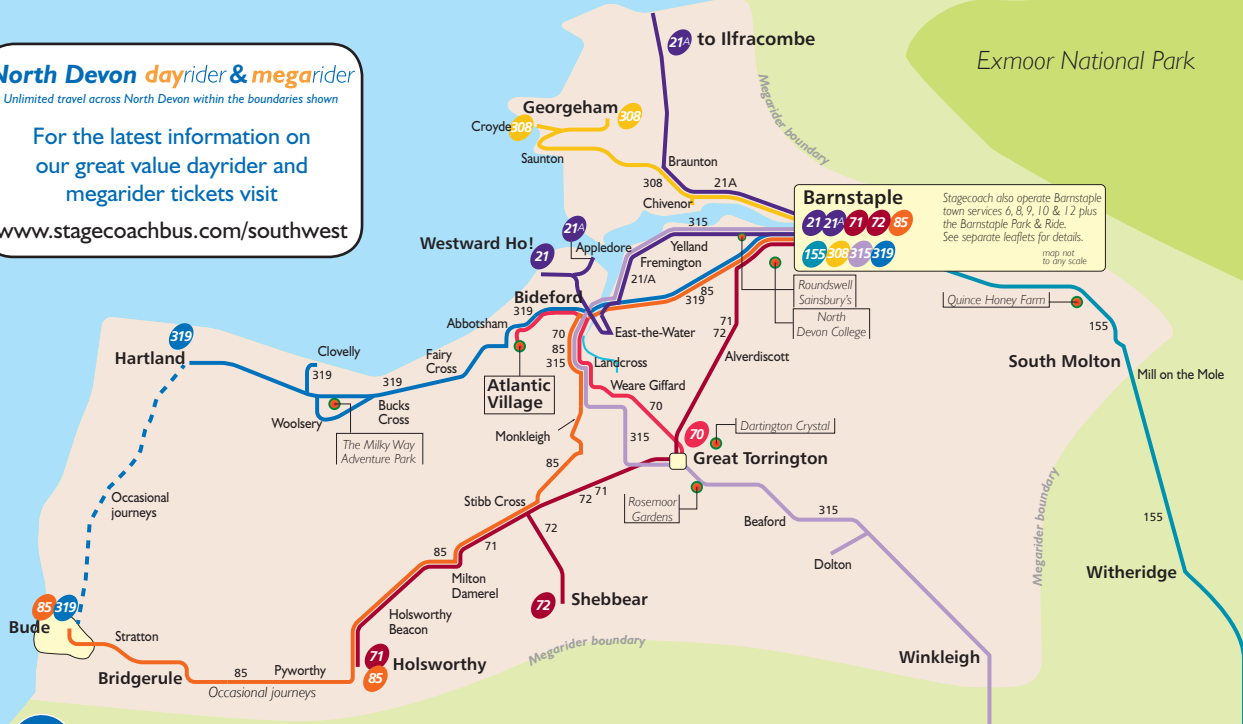 North Devon dayrider & megarider
Unlimited travel across North Devon within the boundaries shown
For the latest information on
our great value dayrider and
megarider tickets visit
www.stagecoachbus.com/southwest
21A to Ilfracombe
Exmoor National Park
Megarider boundary
Georgeham 308
Croyde 308
Saunton
Braunton
308
21A
Chivenor
Barnstaple
21 21A 71 72 85
155 308 315 319
Stagecoach also operate Barnstaple
town services 6, 8, 9, 10 & 12 plus
the Barnstaple Park & Ride.
See separate leaflets for details.
map not
to any scale
315
21A
Appledore
Westward Ho!
21
Yelland
Fremington
21/A
Bideford
85
319
Roundswell
Sainsbury's
North
Devon College
Quince Honey Farm
155
South Molton
Mill on the Mole
319
Abbotsham
East-the-Water
70
85
315
Landcross
71
72
Alverdiscott
319
Hartland
Clovelly
319
319
Fairy
Cross
Bucks
Cross
Woolsery
The Milky Way
Adventure Park
Atlantic
Village
Weare Giffard
70
Monkleigh
315
70
Dartington Crystal
Great Torrington
85
Rosemoor
Gardens
Occasional
journeys
Stibb Cross
72
71
72
Beaford
315
Dolton
Megarider boundary
155
Witheridge
85
71
Milton
Damerel
72
Shebbear
Holsworthy
Beacon
85 319
Bude
Stratton
Bridgerule
85
Pyworthy
Occasional journeys
71
85
Holsworthy
Megarider boundary
Winkleigh